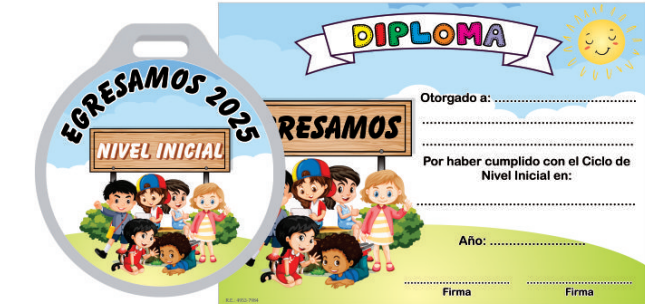 EGRESAMOS 2025
NIVEL INICIAL
DIPLOMA
RESAMOS
Otorgado a: ..................................
..............................................
..............................................
Por haber cumplido con el Ciclo de
Nivel Inicial en:
................................................
Año: .......................
......................... .........................
Firma Firma